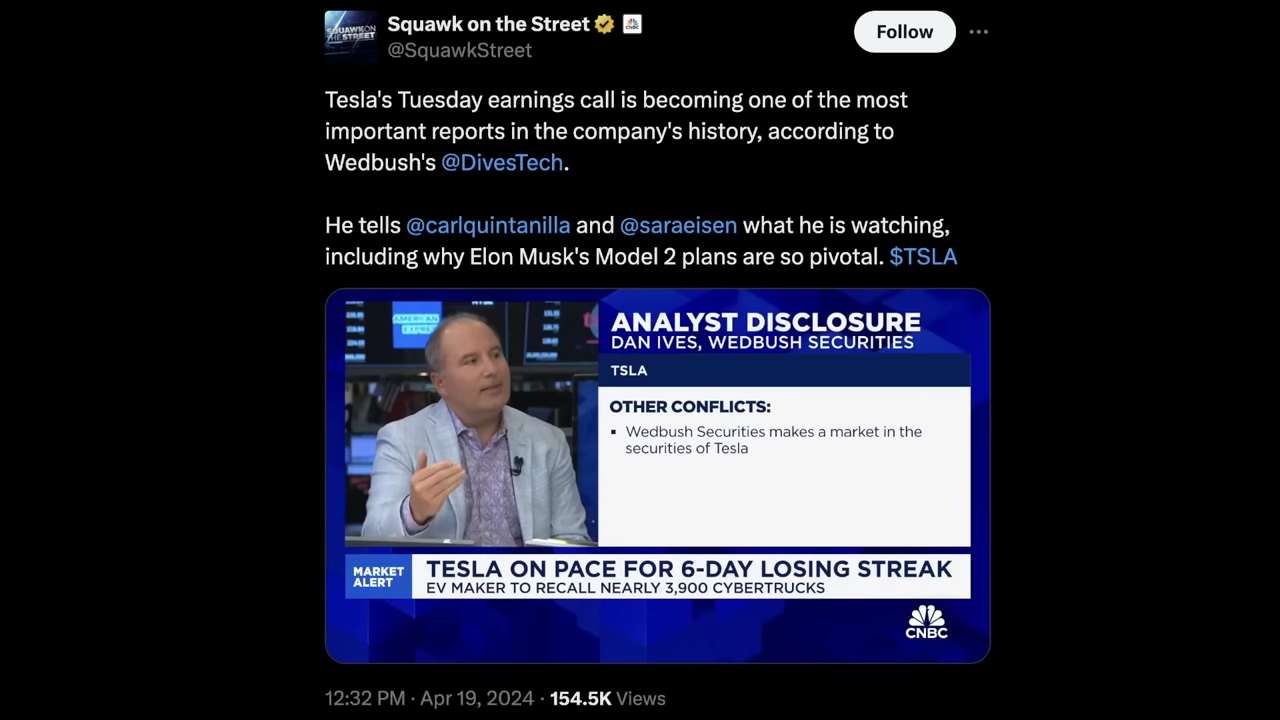 Squawk on the Street
@SquawkStreet
Follow
Tesla's Tuesday earnings call is becoming one of the most
important reports in the company's history, according to
Wedbush's @DivesTech.
He tells @carlquintanilla and @saraeisen what he is watching,
including why Elon Musk's Model 2 plans are so pivotal. $TSLA
AMERICAN
EXPRESS
ANALYST DISCLOSURE
DAN IVES, WEDBUSH SECURITIES
TSLA
OTHER CONFLICTS:
▪ Wedbush Securities makes a market in the
securities of Tesla
MARKET
ALERT
TESLA ON PACE FOR 6-DAY LOSING STREAK
EV MAKER TO RECALL NEARLY 3,900 CYBERTRUCKS
CNBC
12:32 PM · Apr 19, 2024 · 154.5K Views